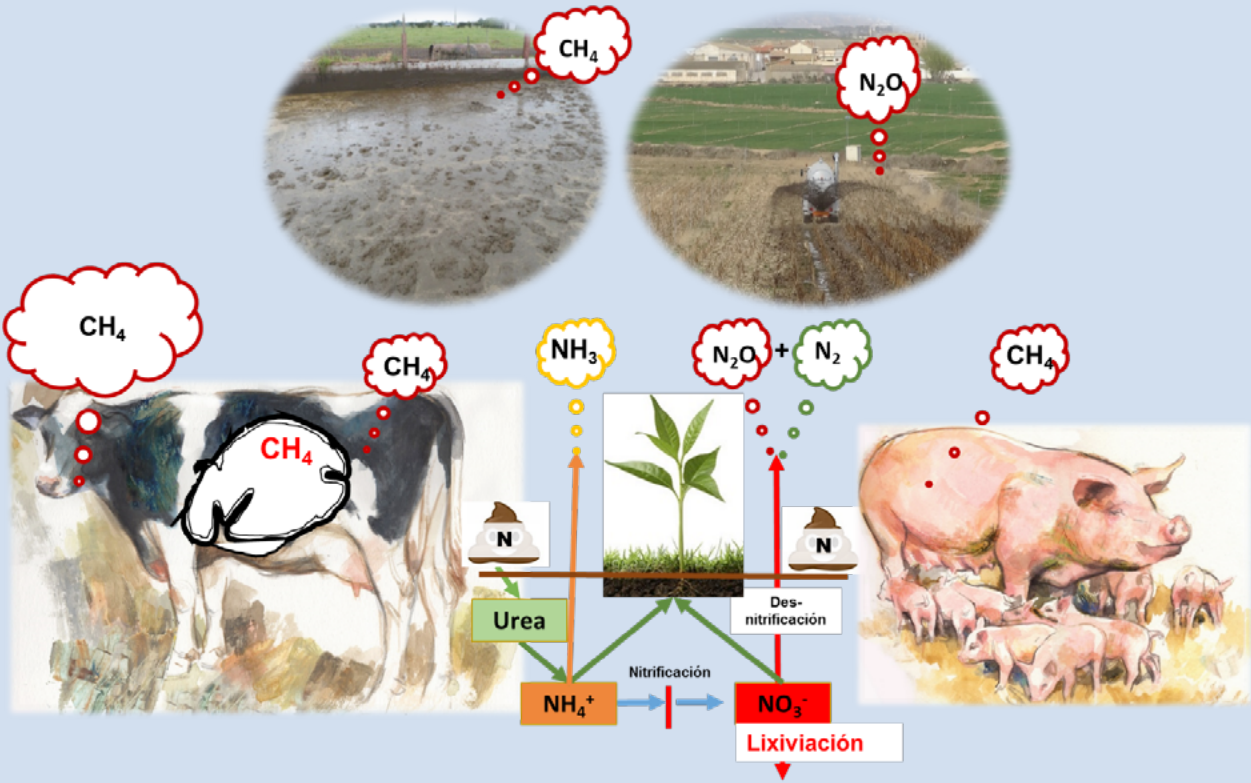 CH₄
N₂O
CH₄
CH₄
CH₄
NH₃
N₂O
+
N₂
CH₄
N
N
Urea
Des-
nitrificación
Nitrificación
NH₄⁺
NO₃⁻
Lixiviación